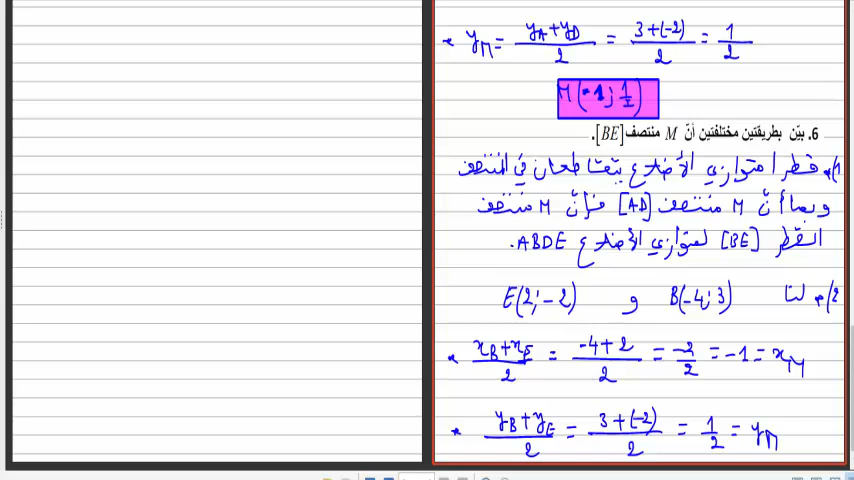 * y_M = (y_A + y_D)/2 = (3+(-2))/2 = 1/2
M(-1; 1/2)
6. بيّن بطريقتين مختلفتين أنّ M منتصف [BE].
1) * قطرا متوازي الأضلاع يتقاطعان في المنتصف
وبما أنّ M منتصف [AD] فإنّ M منتصف
القطر [BE] لمتوازي الأضلاع ABDE.
2) * لنا B(-4; 3) و E(2; -2)
* (x_B + x_E)/2 = (-4+2)/2 = -2/2 = -1 = x_M
* (y_B + y_E)/2 = (3+(-2))/2 = 1/2 = y_M